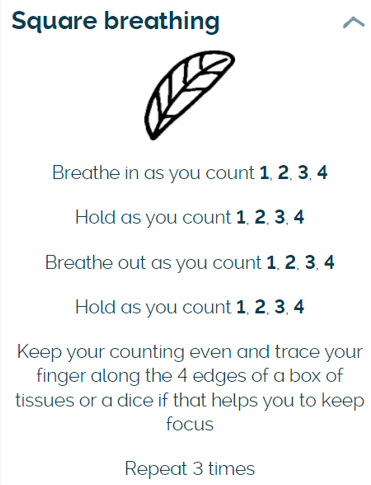 Square breathing
Breathe in as you count 1, 2, 3, 4
Hold as you count 1, 2, 3, 4
Breathe out as you count 1, 2, 3, 4
Hold as you count 1, 2, 3, 4
Keep your counting even and trace your
finger along the 4 edges of a box of
tissues or a dice if that helps you to keep
focus
Repeat 3 times